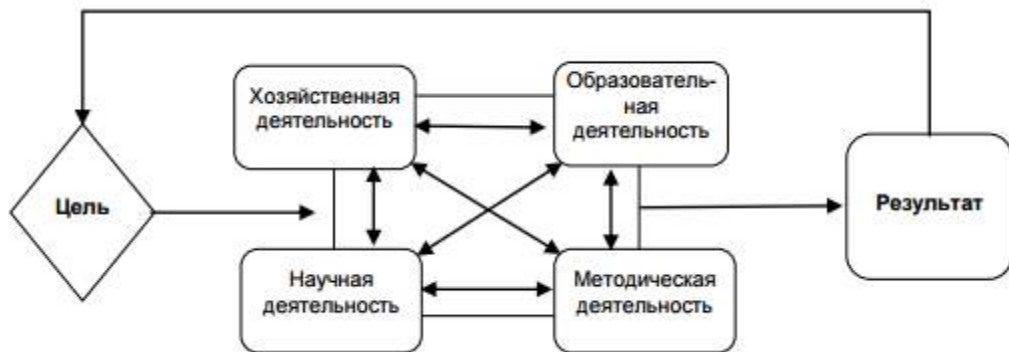 Цель
Хозяйственная
деятельность
Образователь-
ная
деятельность
Научная
деятельность
Методическая
деятельность
Результат